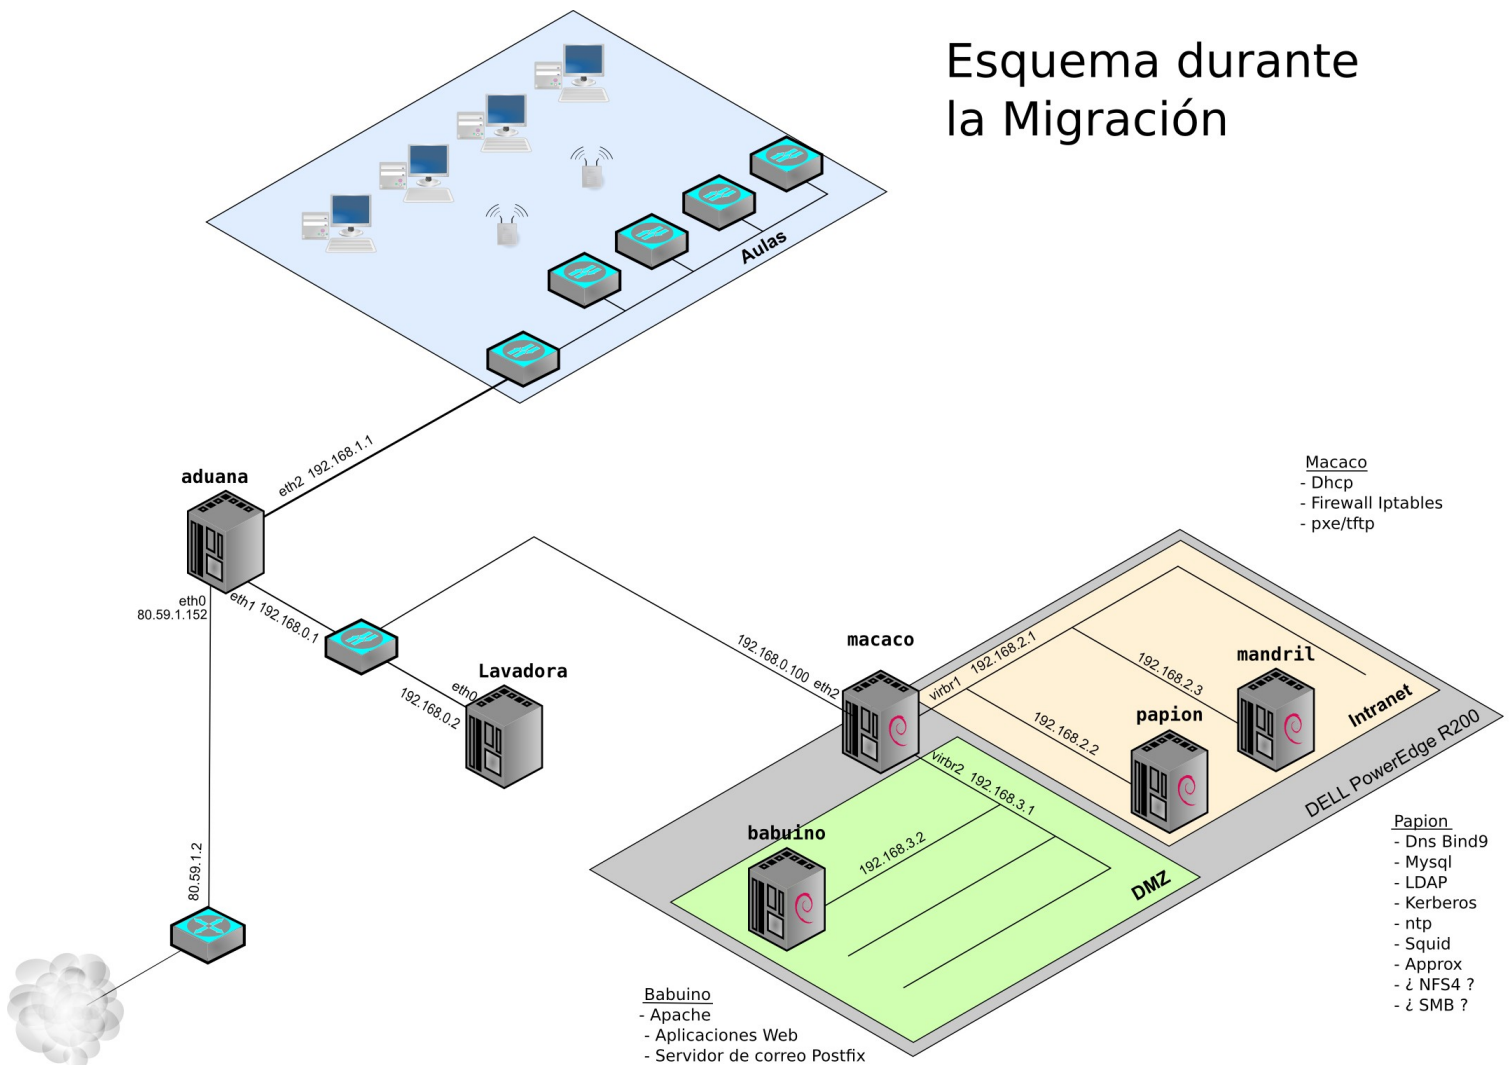 Esquema durante
la Migración
Aulas
eth2 192.168.1.1
aduana
eth0
80.59.1.152
eth1 192.168.0.1
Lavadora
eth0
192.168.0.2
80.59.1.2
192.168.0.100 eth2
macaco
virbr1 192.168.2.1
192.168.2.3
mandril
192.168.2.2
papion
Intranet
DELL PowerEdge R200
virbr2 192.168.3.1
babuino
192.168.3.2
DMZ
Macaco
- Dhcp
- Firewall Iptables
- pxe/tftp
Papion
- Dns Bind9
- Mysql
- LDAP
- Kerberos
- ntp
- Squid
- Approx
- ¿ NFS4 ?
- ¿ SMB ?
Babuino
- Apache
- Aplicaciones Web
- Servidor de correo Postfix